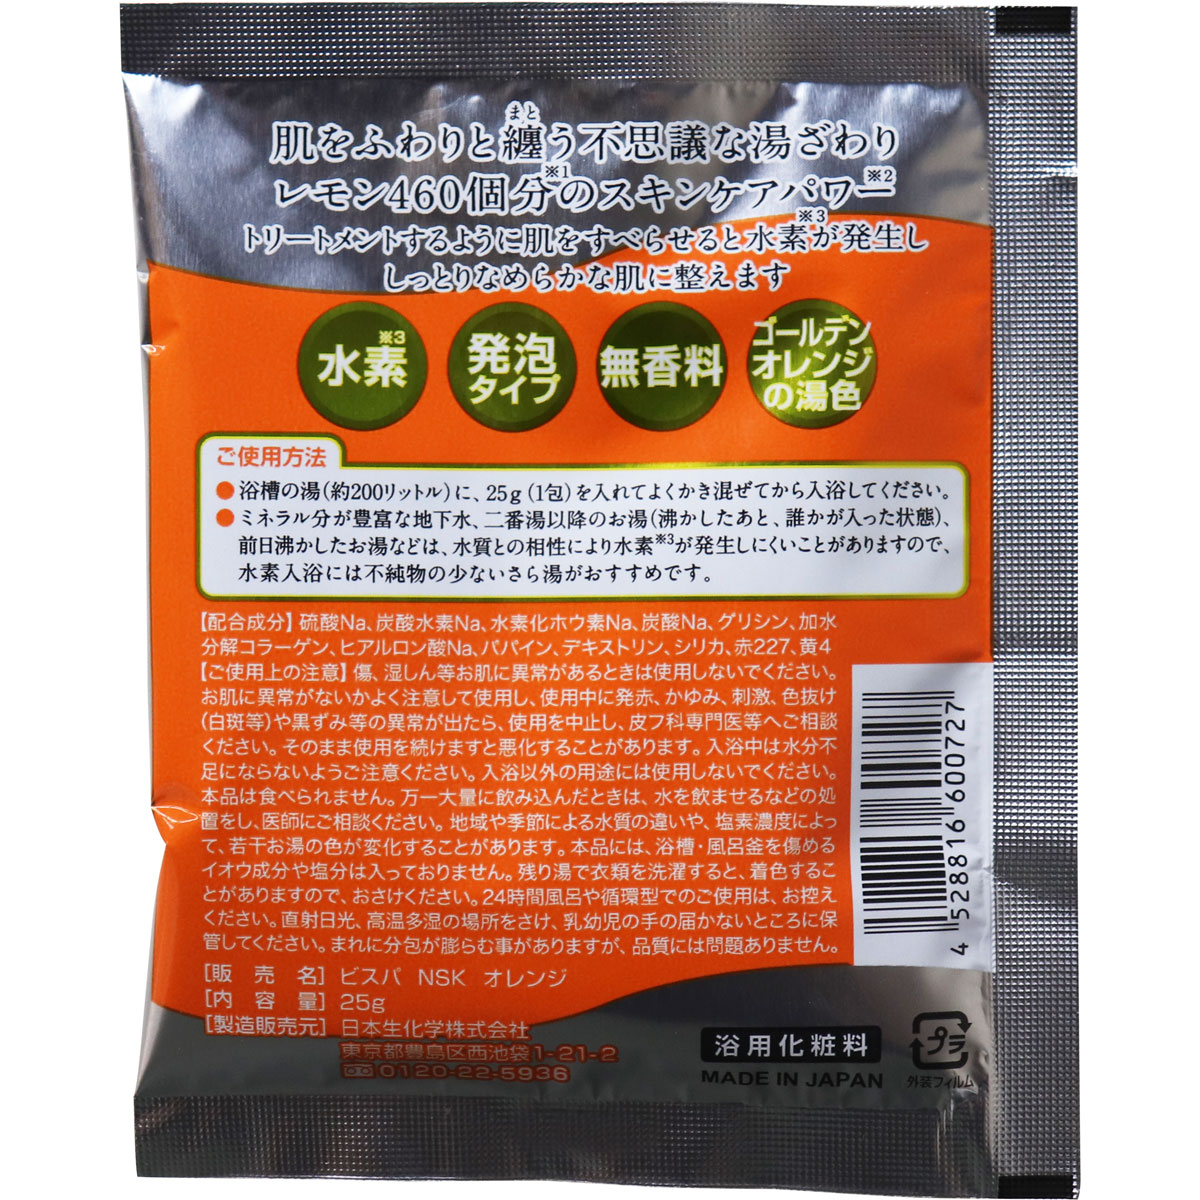 肌をふわりと纏う不思議な湯ざわり
まと
レモン460個分※1のスキンケアパワー※2
トリートメントするように肌をすべらせると水素※3が発生し
しっとりなめらかな肌に整えます
水素※3
発泡
タイプ
無香料
ゴールデン
オレンジ
の湯色
ご使用方法
●浴槽の湯(約200リットル)に、25g(1包)を入れてよくかき混ぜてから入浴してください。
●ミネラル分が豊富な地下水、二番湯以降のお湯(沸かしたあと、誰かが入った状態)、
前日沸かしたお湯などは、水質との相性により水素※3が発生しにくいことがありますので、
水素入浴には不純物の少ないさら湯がおすすめです。
【配合成分】硫酸Na、炭酸水素Na、水素化ホウ素Na、炭酸Na、グリシン、加水
分解コラーゲン、ヒアルロン酸Na、パパイン、デキストリン、シリカ、赤227、黄4
【ご使用上の注意】傷、湿しん等お肌に異常があるときは使用しないでください。
お肌に異常がないかよく注意して使用し、使用中に発赤、かゆみ、刺激、色抜け
(白斑等)や黒ずみ等の異常が出たら、使用を中止し、皮フ科専門医等へご相談
ください。そのまま使用を続けますと悪化することがあります。入浴中は水分不
足にならないようご注意ください。入浴以外の用途には使用しないでください。
本品は食べられません。万一大量に飲み込んだときは、水を飲ませるなどの処
置をし、医師にご相談ください。地域や季節による水質の違いや、塩素濃度によっ
て、若干お湯の色が変化することがあります。本品には、浴槽・風呂釜を傷める
イオウ成分や塩分は入っておりません。残り湯で衣類を洗濯すると、着色するこ
とがありますので、おさけください。24時間風呂や循環型でのご使用は、お控え
ください。直射日光、高温多湿の場所をさけ、乳幼児の手の届かないところに保
管してください。まれに分包が膨らむ事がありますが、品質には問題ありません。
[販売名] ビスパ NSK オレンジ
[内容量] 25g
[製造販売元] 日本生化学株式会社
東京都豊島区西池袋1-21-2
0120-22-5936
4 528816 600727
浴用化粧料
MADE IN JAPAN
プラ
外装フィルム